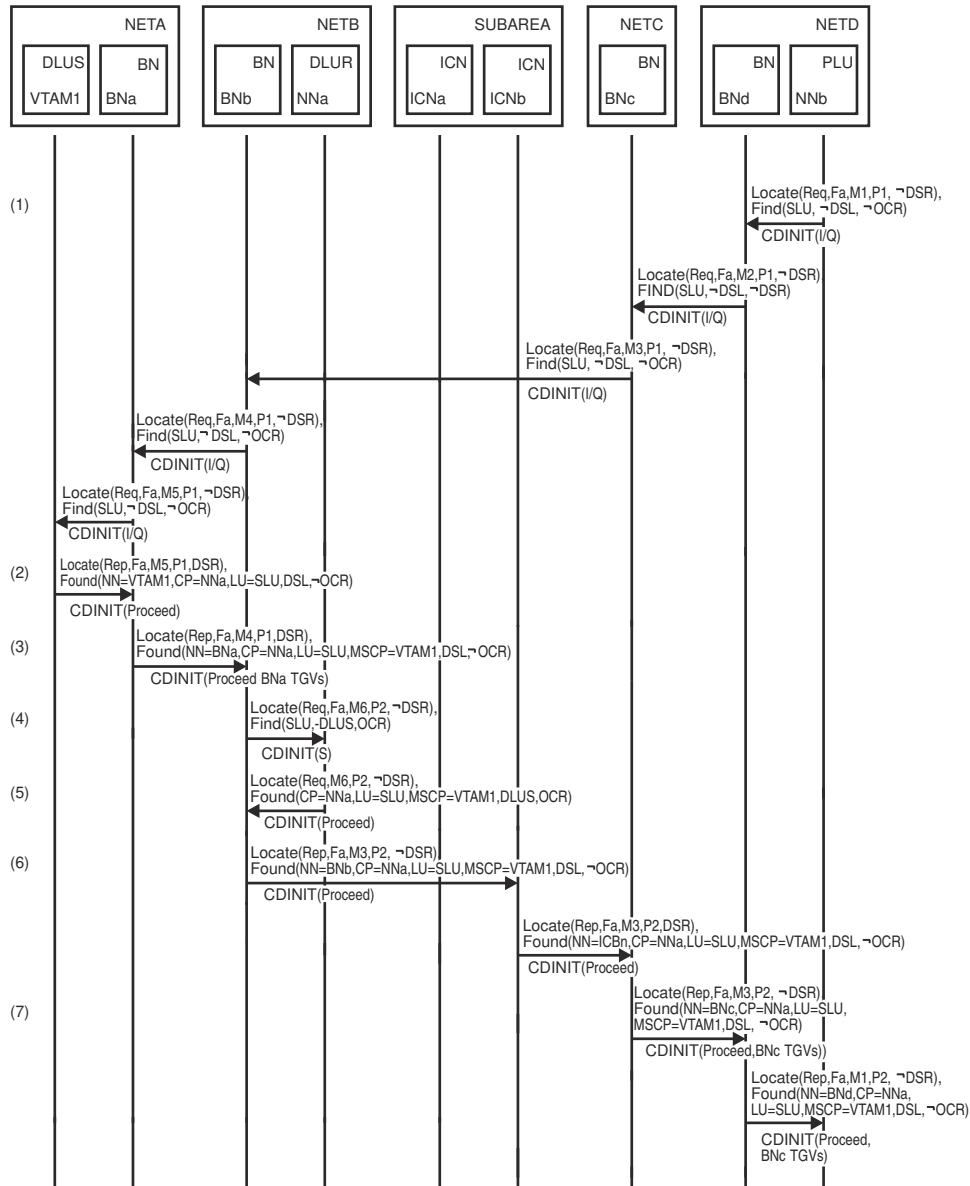 NETA
NETB
SUBAREA
NETC
NETD
DLUS
BN
BN
DLUR
ICN
ICN
BN
BN
PLU
VTAM1
BNa
BNb
NNa
ICNa
ICNb
BNc
BNd
NNb
(1)
Locate(Req,Fa,M1,P1, ¬DSR),
Find(SLU, ¬DSL, ¬OCR)
CDINIT(I/Q)
Locate(Req,Fa,M2,P1,¬DSR),
FIND(SLU,¬DSL,¬DSR)
CDINIT(I/Q)
Locate(Req,Fa,M3,P1, ¬DSR),
Find(SLU, ¬DSL, ¬OCR)
CDINIT(I/Q)
Locate(Req,Fa,M4,P1,¬DSR),
Find(SLU,¬ DSL,¬OCR)
CDINIT(I/Q)
Locate(Req,Fa,M5,P1,¬DSR),
Find(SLU,¬DSL,¬OCR)
CDINIT(I/Q)
(2)
Locate(Rep,Fa,M5,P1,DSR),
Found(NN=VTAM1,CP=NNa,LU=SLU,DSL,¬OCR)
CDINIT(Proceed)
(3)
Locate(Rep,Fa,M4,P1,DSR),
Found(NN=BNa,CP=NNa,LU=SLU,MSCP=VTAM1,DSL,¬OCR)
CDINIT(Proceed BNa TGVs)
(4)
Locate(Req,Fa,M6,P2,¬DSR),
Find(SLU,-DLUS,OCR)
CDINIT(S)
(5)
Locate(Req,M6,P2, ¬DSR),
Found(CP=NNa,LU=SLU,MSCP=VTAM1,DLUS,OCR)
CDINIT(Proceed)
(6)
Locate(Rep,Fa,M3,P2, ¬DSR)
Found(NN=BNb,CP=NNa,LU=SLU,MSCP=VTAM1,DSL, ¬OCR)
CDINIT(Proceed)
Locate(Rep,Fa,M3,P2,DSR),
Found(NN=ICBn,CP=NNa,LU=SLU,MSCP=VTAM1,DSL, ¬OCR)
CDINIT(Proceed)
(7)
Locate(Rep,Fa,M3,P2, ¬DSR)
Found(NN=BNc,CP=NNa,LU=SLU,
MSCP=VTAM1,DSL, ¬OCR)
CDINIT(Proceed,BNc TGVs))
Locate(Rep,Fa,M1,P2, ¬DSR),
Found(NN=BNd,CP=NNa,
LU=SLU,MSCP=VTAM1,DSL,¬OCR)
CDINIT(Proceed,
BNc TGVs)